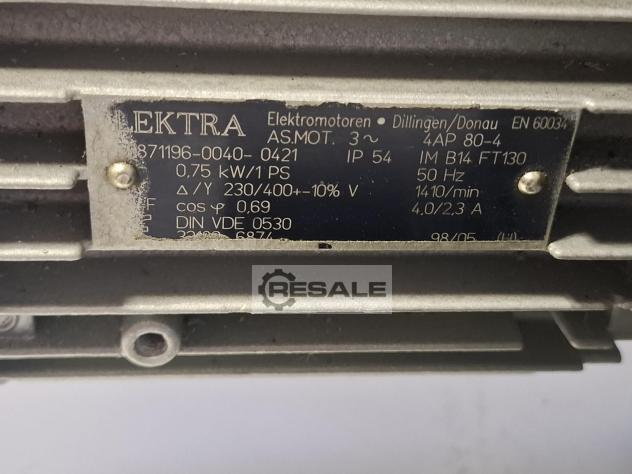 EKTRA Elektromotoren • Dillingen/Donau EN 60034
AS.MOT. 3~ 4AP 80-4
871196-0040-0421 IP 54 IM B14 FT130
0,75 kW/1 PS 50 Hz
Δ/Y 230/400+-10% V 1410/min
F cos φ 0,69 4,0/2,3 A
DIN VDE 0530
6874 98/05
RESALE